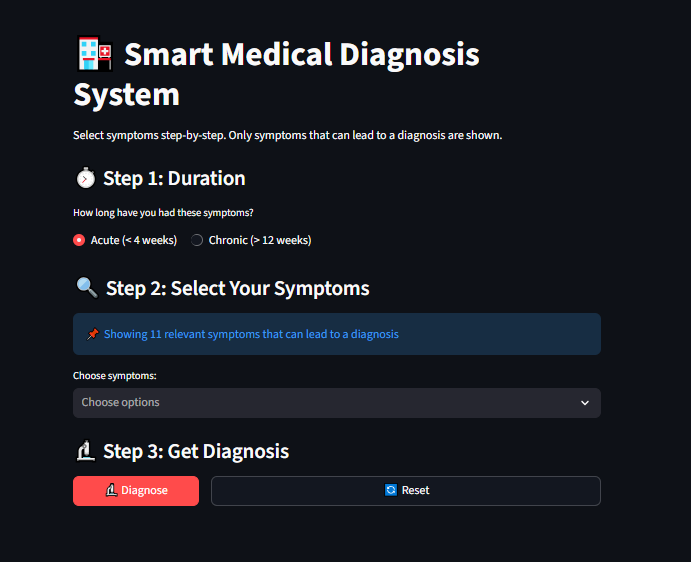 Smart Medical Diagnosis
System
Select symptoms step-by-step. Only symptoms that can lead to a diagnosis are shown.
Step 1: Duration
How long have you had these symptoms?
Acute (< 4 weeks) Chronic (> 12 weeks)
Step 2: Select Your Symptoms
Showing 11 relevant symptoms that can lead to a diagnosis
Choose symptoms:
Choose options
Step 3: Get Diagnosis
Diagnose Reset